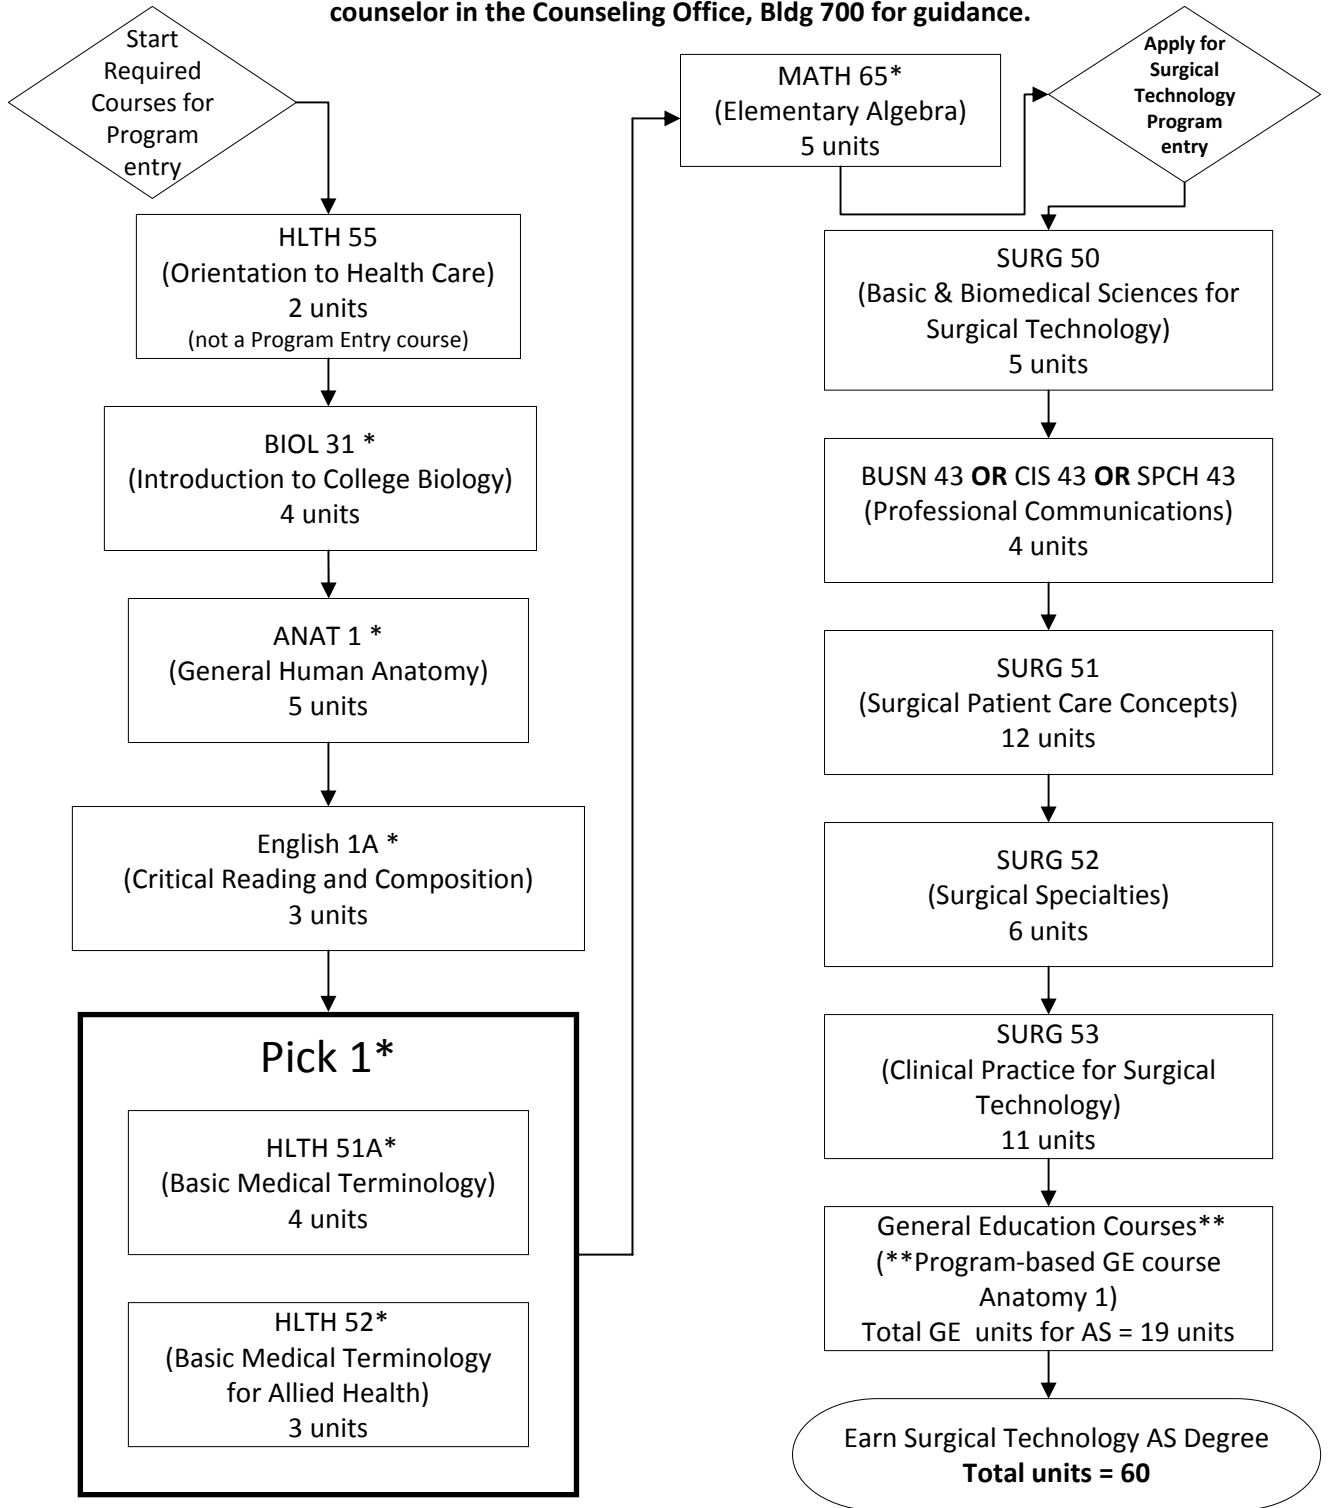 counselor in the Counseling Office, Bldg 700 for guidance.
Start
Required
Courses for
Program
entry
HLTH 55
(Orientation to Health Care)
2 units
(not a Program Entry course)
BIOL 31 *
(Introduction to College Biology)
4 units
ANAT 1 *
(General Human Anatomy)
5 units
English 1A *
(Critical Reading and Composition)
3 units
Pick 1*
HLTH 51A*
(Basic Medical Terminology)
4 units
HLTH 52*
(Basic Medical Terminology
for Allied Health)
3 units
MATH 65*
(Elementary Algebra)
5 units
Apply for
Surgical
Technology
Program
entry
SURG 50
(Basic & Biomedical Sciences for
Surgical Technology)
5 units
BUSN 43 OR CIS 43 OR SPCH 43
(Professional Communications)
4 units
SURG 51
(Surgical Patient Care Concepts)
12 units
SURG 52
(Surgical Specialties)
6 units
SURG 53
(Clinical Practice for Surgical
Technology)
11 units
General Education Courses**
(**Program-based GE course
Anatomy 1)
Total GE  units for AS = 19 units
Earn Surgical Technology AS Degree
Total units = 60